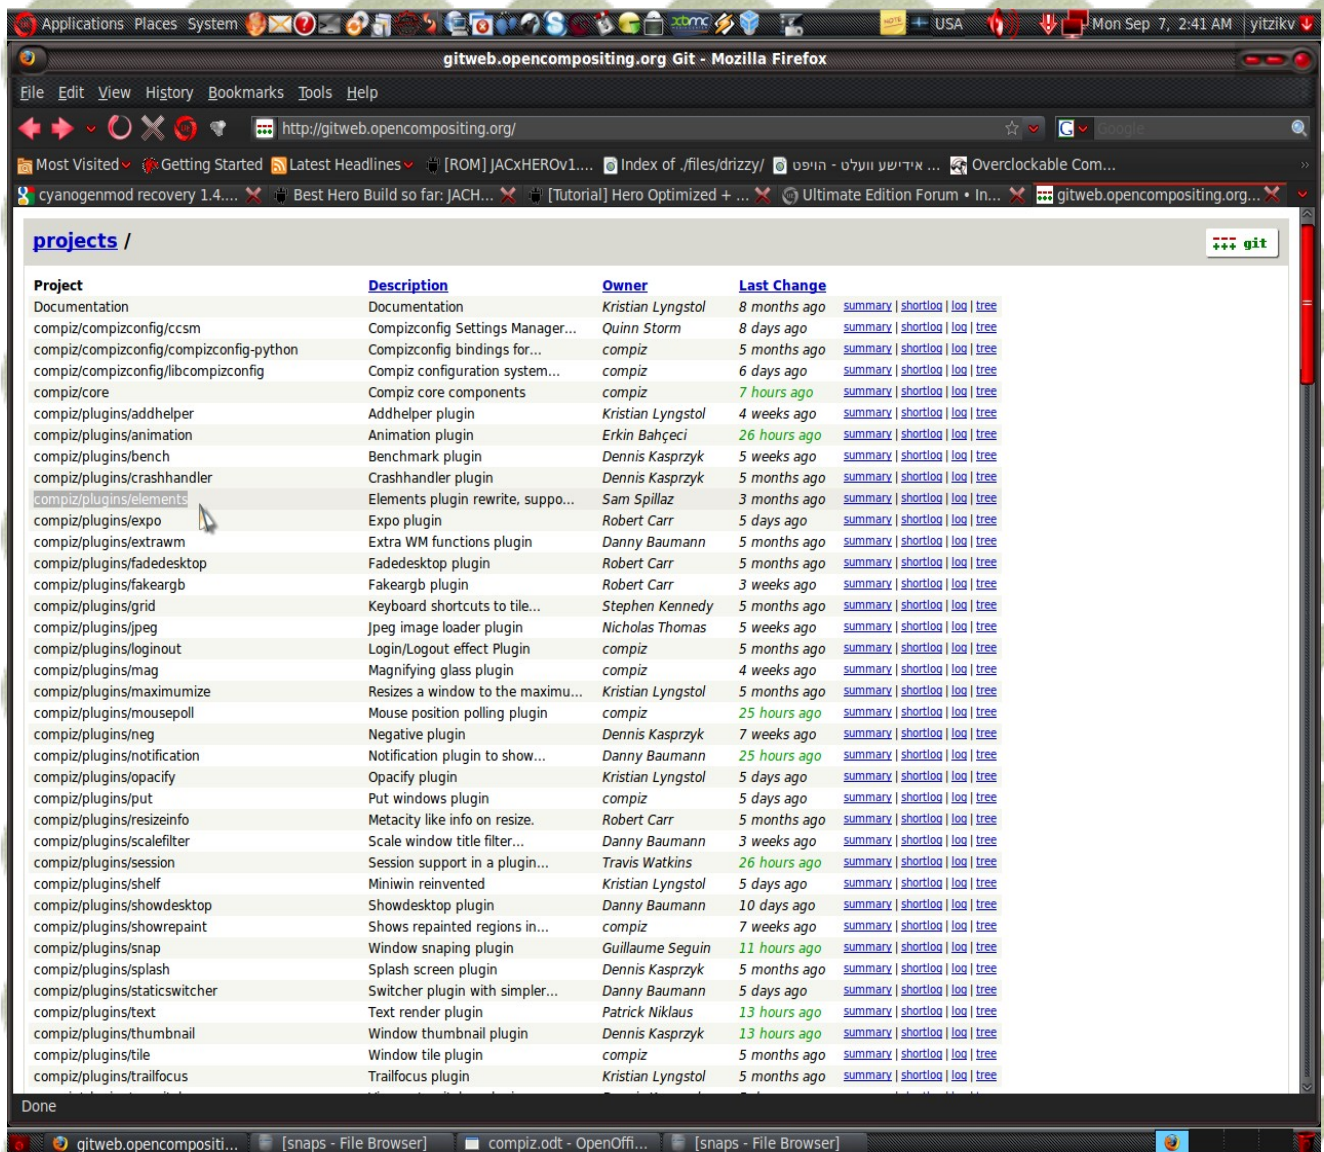 Applications Places System USA Mon Sep 7, 2:41 AM yitzikv
gitweb.opencompositing.org Git - Mozilla Firefox
File Edit View History Bookmarks Tools Help
http://gitweb.opencompositing.org/ Google
Most Visited Getting Started Latest Headlines [ROM] JACxHEROv1.... Index of ./files/drizzy/ אידישע וועלט - הויפט ... Overclockable Com...
cyanogenmod recovery 1.4.... Best Hero Build so far: JACH... [Tutorial] Hero Optimized + ... Ultimate Edition Forum • In... gitweb.opencompositing.org...
projects / git
Project Description Owner Last Change
Documentation Documentation Kristian Lyngstol 8 months ago summary | shortlog | log | tree
compiz/compizconfig/ccsm Compizconfig Settings Manager... Quinn Storm 8 days ago summary | shortlog | log | tree
compiz/compizconfig/compizconfig-python Compizconfig bindings for... compiz 5 months ago summary | shortlog | log | tree
compiz/compizconfig/libcompizconfig Compiz configuration system... compiz 6 days ago summary | shortlog | log | tree
compiz/core Compiz core components compiz 7 hours ago summary | shortlog | log | tree
compiz/plugins/addhelper Addhelper plugin Kristian Lyngstol 4 weeks ago summary | shortlog | log | tree
compiz/plugins/animation Animation plugin Erkin Bahçeci 26 hours ago summary | shortlog | log | tree
compiz/plugins/bench Benchmark plugin Dennis Kasprzyk 5 weeks ago summary | shortlog | log | tree
compiz/plugins/crashhandler Crashhandler plugin Dennis Kasprzyk 5 months ago summary | shortlog | log | tree
compiz/plugins/elements Elements plugin rewrite, suppo... Sam Spillaz 3 months ago summary | shortlog | log | tree
compiz/plugins/expo Expo plugin Robert Carr 5 days ago summary | shortlog | log | tree
compiz/plugins/extrawm Extra WM functions plugin Danny Baumann 5 months ago summary | shortlog | log | tree
compiz/plugins/fadedesktop Fadedesktop plugin Robert Carr 5 months ago summary | shortlog | log | tree
compiz/plugins/fakeargb Fakeargb plugin Robert Carr 3 weeks ago summary | shortlog | log | tree
compiz/plugins/grid Keyboard shortcuts to tile... Stephen Kennedy 5 months ago summary | shortlog | log | tree
compiz/plugins/jpeg Jpeg image loader plugin Nicholas Thomas 5 weeks ago summary | shortlog | log | tree
compiz/plugins/loginout Login/Logout effect Plugin compiz 5 months ago summary | shortlog | log | tree
compiz/plugins/mag Magnifying glass plugin compiz 4 weeks ago summary | shortlog | log | tree
compiz/plugins/maximumize Resizes a window to the maximu... Kristian Lyngstol 5 months ago summary | shortlog | log | tree
compiz/plugins/mousepoll Mouse position polling plugin compiz 25 hours ago summary | shortlog | log | tree
compiz/plugins/neg Negative plugin Dennis Kasprzyk 7 weeks ago summary | shortlog | log | tree
compiz/plugins/notification Notification plugin to show... Danny Baumann 25 hours ago summary | shortlog | log | tree
compiz/plugins/opacify Opacify plugin Kristian Lyngstol 5 days ago summary | shortlog | log | tree
compiz/plugins/put Put windows plugin compiz 5 days ago summary | shortlog | log | tree
compiz/plugins/resizeinfo Metacity like info on resize. Robert Carr 5 months ago summary | shortlog | log | tree
compiz/plugins/scalefilter Scale window title filter... Danny Baumann 3 weeks ago summary | shortlog | log | tree
compiz/plugins/session Session support in a plugin... Travis Watkins 26 hours ago summary | shortlog | log | tree
compiz/plugins/shelf Miniwin reinvented Kristian Lyngstol 5 days ago summary | shortlog | log | tree
compiz/plugins/showdesktop Showdesktop plugin Danny Baumann 10 days ago summary | shortlog | log | tree
compiz/plugins/showrepaint Shows repainted regions in... compiz 7 weeks ago summary | shortlog | log | tree
compiz/plugins/snap Window snaping plugin Guillaume Seguin 11 hours ago summary | shortlog | log | tree
compiz/plugins/splash Splash screen plugin Dennis Kasprzyk 5 months ago summary | shortlog | log | tree
compiz/plugins/staticswitcher Switcher plugin with simpler... Danny Baumann 5 days ago summary | shortlog | log | tree
compiz/plugins/text Text render plugin Patrick Niklaus 13 hours ago summary | shortlog | log | tree
compiz/plugins/thumbnail Window thumbnail plugin Dennis Kasprzyk 13 hours ago summary | shortlog | log | tree
compiz/plugins/tile Window tile plugin compiz 5 months ago summary | shortlog | log | tree
compiz/plugins/trailfocus Trailfocus plugin Kristian Lyngstol 5 months ago summary | shortlog | log | tree
Done
gitweb.opencompositi... [snaps - File Browser] compiz.odt - OpenOffi... [snaps - File Browser]